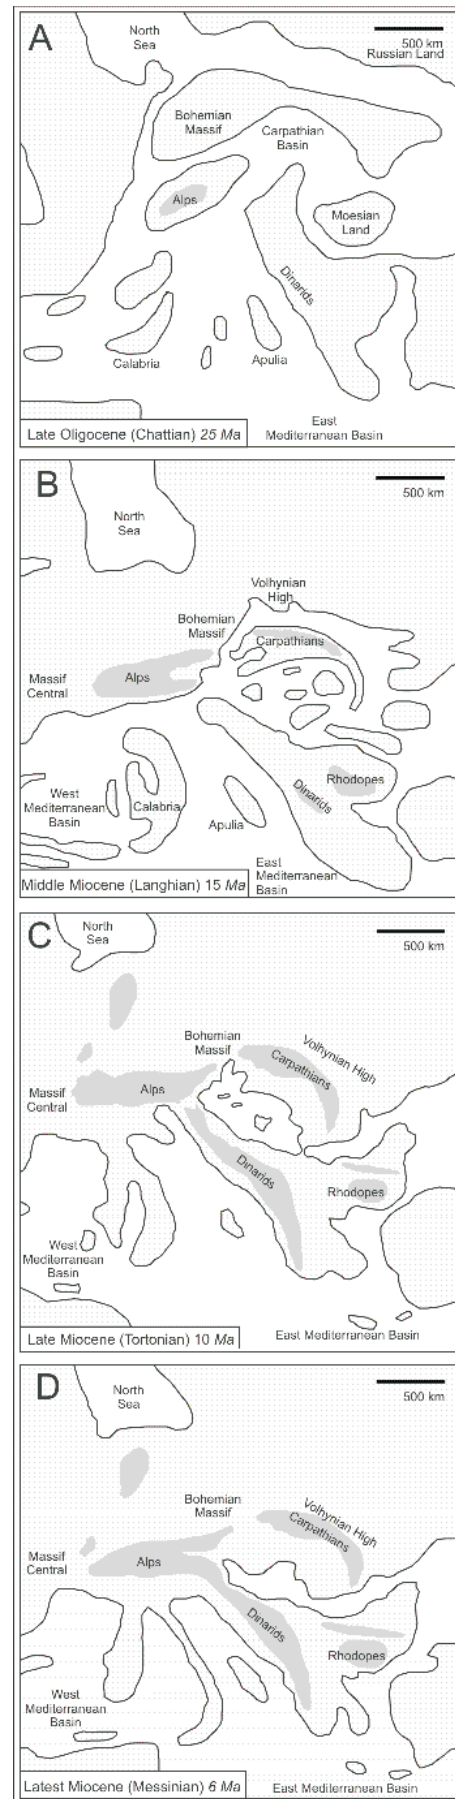 A
North
Sea
500 km
Russian Land
Bohemian
Massif
Carpathian
Basin
Alps
Moesian
Land
Dinarids
Calabria
Apulia
East
Mediterranean Basin
Late Oligocene (Chattian) 25 Ma
B
500 km
North
Sea
Volhynian
High
Bohemian
Massif
Carpathians
Massif
Central
Alps
Rhodopes
Dinarids
West
Mediterranean
Basin
Calabria
Apulia
East
Mediterranean
Basin
Middle Miocene (Langhian) 15 Ma
C
North
Sea
500 km
Bohemian
Massif
Volhynian High
Carpathians
Massif
Central
Alps
Dinarids
Rhodopes
West
Mediterranean
Basin
East Mediterranean Basin
Late Miocene (Tortonian) 10 Ma
D
North
Sea
500 km
Bohemian
Massif
Volhynian High
Carpathians
Massif
Central
Alps
Dinarids
Rhodopes
West
Mediterranean
Basin
East Mediterranean Basin
Latest Miocene (Messinian) 6 Ma